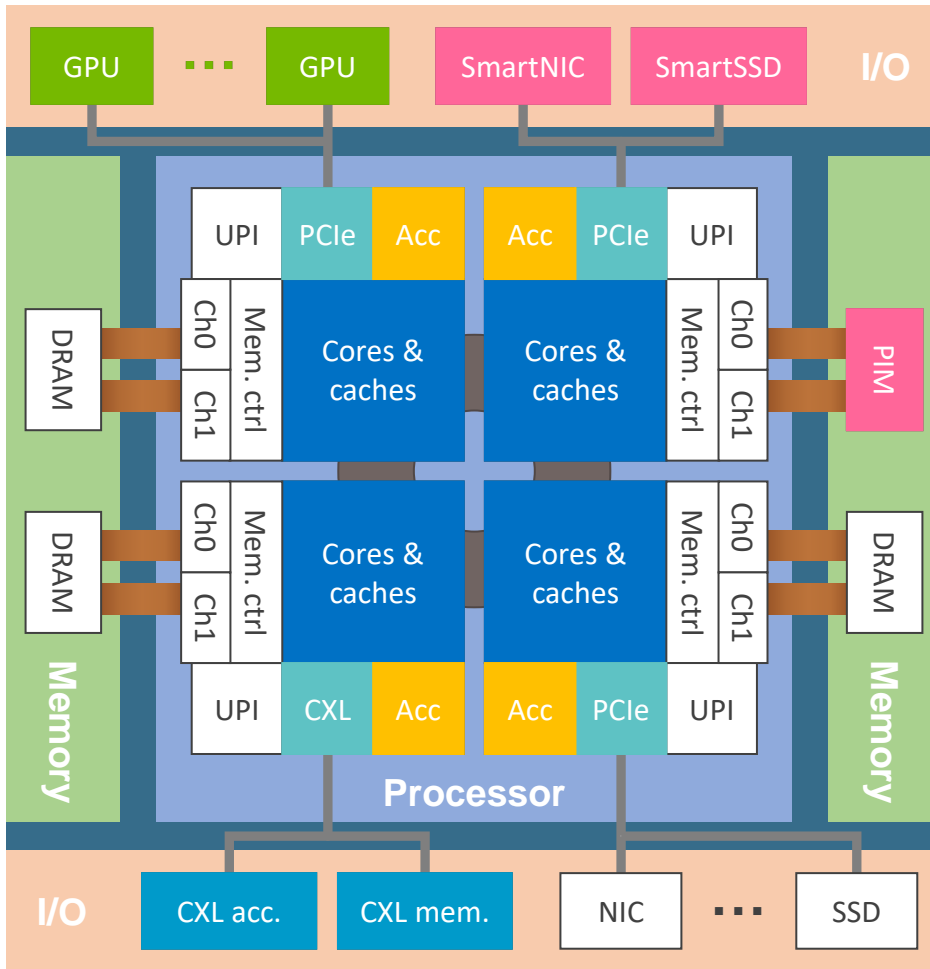 GPU
...
GPU
SmartNIC
SmartSSD
I/O
UPI
PCIe
Acc
Acc
PCIe
UPI
DRAM
Ch0
Ch1
Mem. ctrl
Cores &
caches
Cores &
caches
Mem. ctrl
Ch0
Ch1
PIM
DRAM
Ch0
Ch1
Mem. ctrl
Cores &
caches
Cores &
caches
Mem. ctrl
Ch0
Ch1
DRAM
UPI
CXL
Acc
Acc
PCIe
UPI
Memory
Processor
Memory
I/O
CXL acc.
CXL mem.
NIC
...
SSD